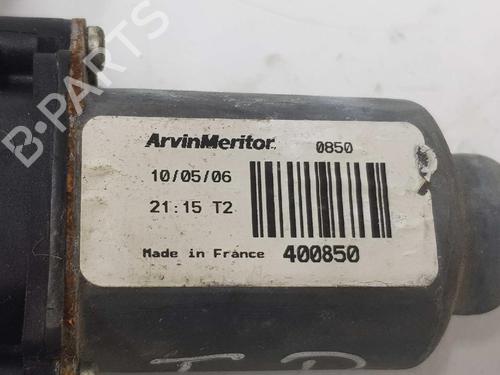 B-PARTS
ArvinMeritor 0850
10/05/06
21:15 T2
Made in France 400850
T D